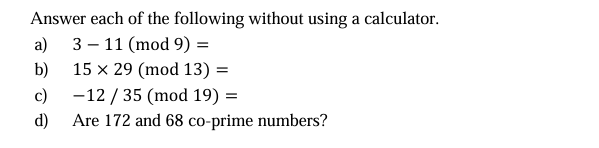 Answer each of the following without using a calculator.
a) 3 − 11 (mod 9) =
b) 15 × 29 (mod 13) =
c) −12 / 35 (mod 19) =
d) Are 172 and 68 co-prime numbers?